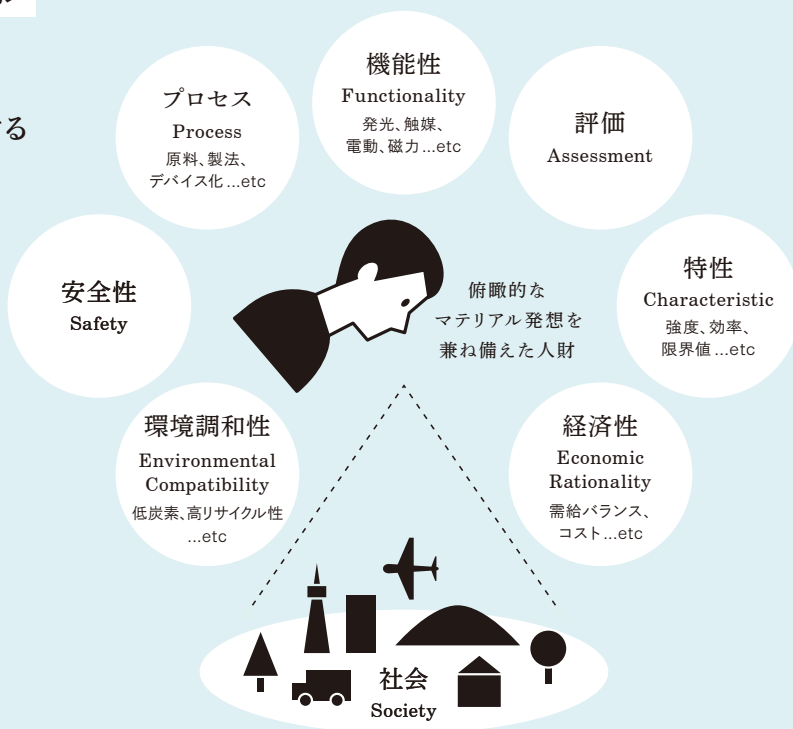 する
機能性
Functionality
発光、触媒、
電動、磁力...etc
プロセス
Process
原料、製法、
デバイス化...etc
評価
Assessment
安全性
Safety
特性
Characteristic
強度、効率、
限界値...etc
俯瞰的な
マテリアル発想を
兼ね備えた人財
環境調和性
Environmental
Compatibility
低炭素、高リサイクル性
...etc
経済性
Economic
Rationality
需給バランス、
コスト...etc
社会
Society